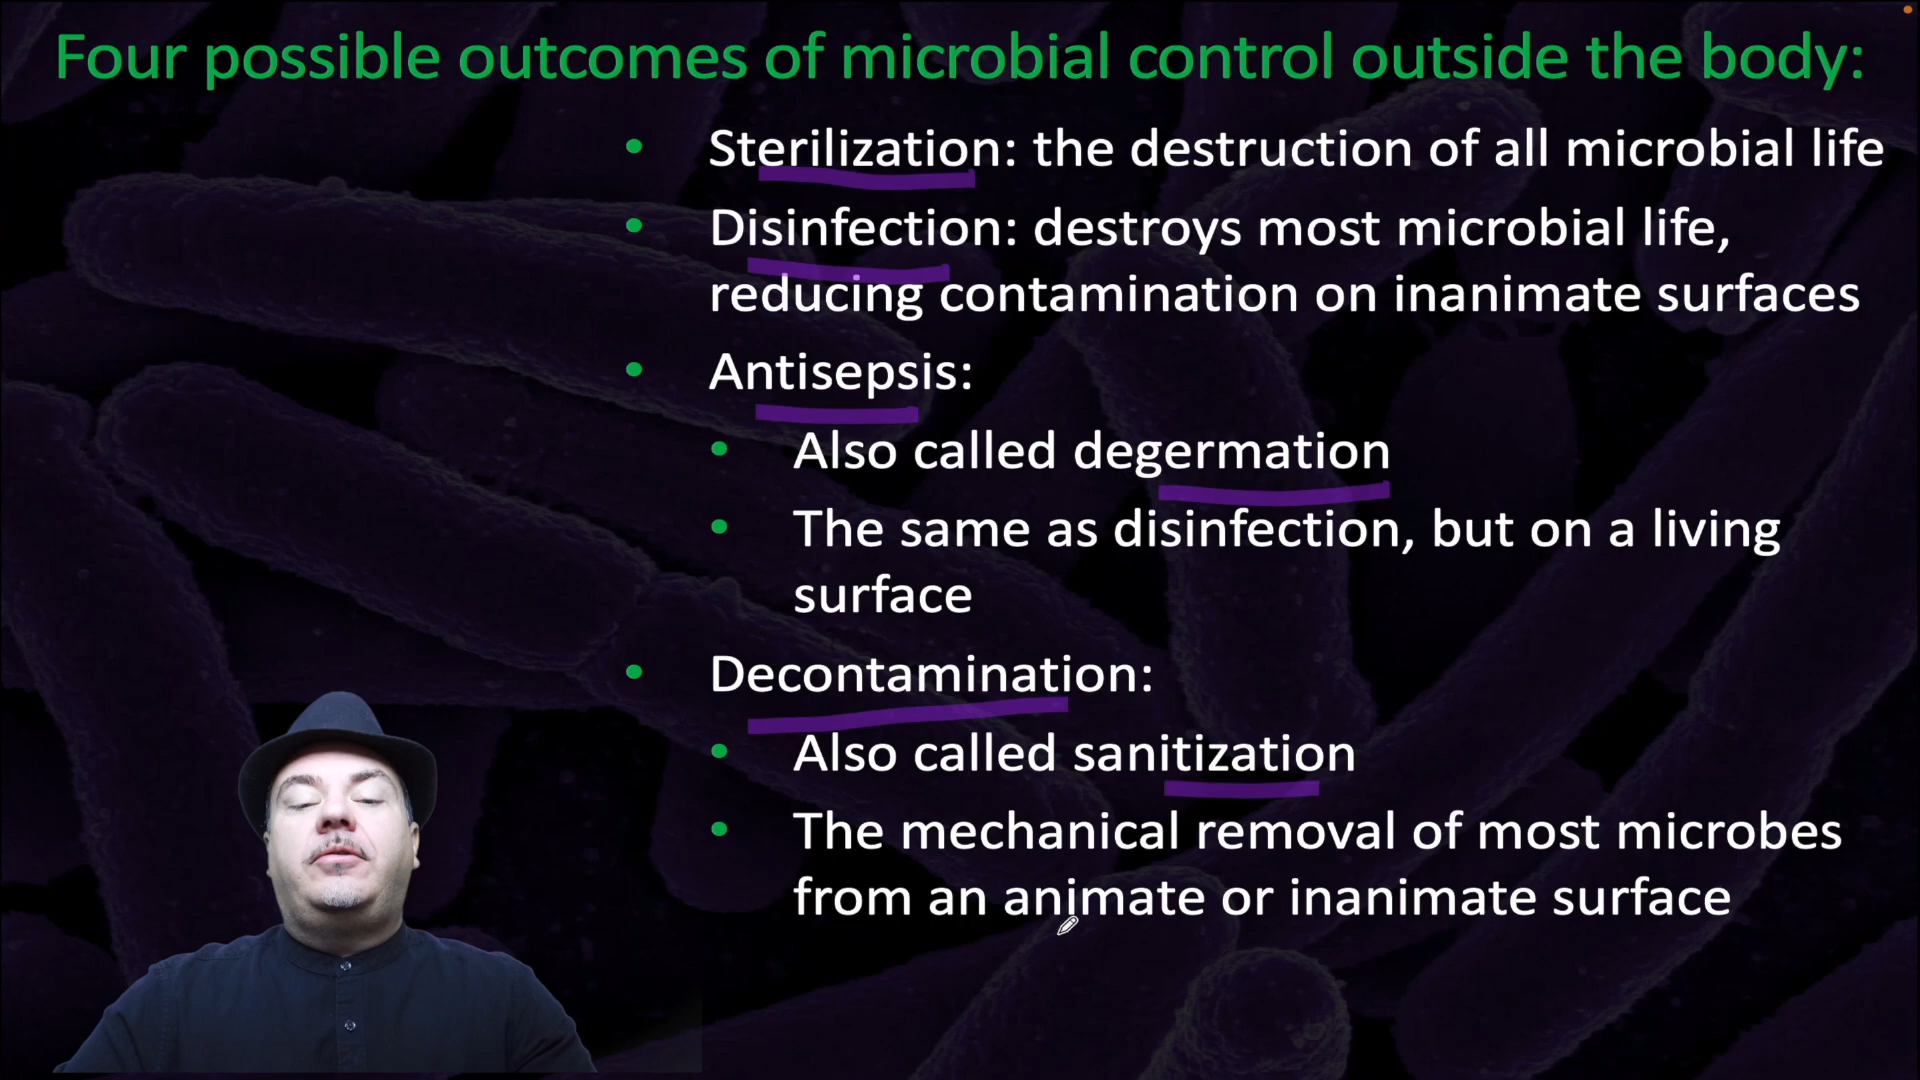 Four possible outcomes of microbial control outside the body:
• Sterilization: the destruction of all microbial life
• Disinfection: destroys most microbial life,
reducing contamination on inanimate surfaces
• Antisepsis:
• Also called degermation
• The same as disinfection, but on a living
surface
• Decontamination:
• Also called sanitization
• The mechanical removal of most microbes
from an animate or inanimate surface